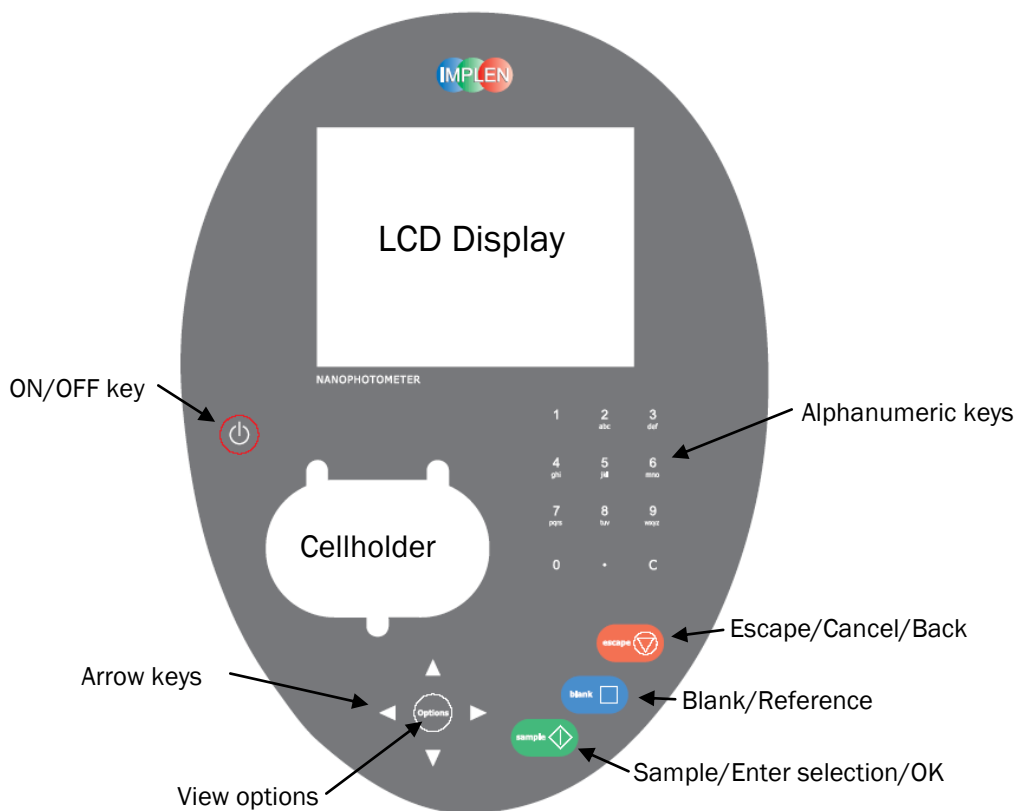 IMPLEN
LCD Display
NANOPHOTOMETER
ON/OFF key
1 2 3
abc def
Alphanumeric keys
4 5 6
ghi jkl mno
7 8 9
pqrs tuv wxyz
Cellholder
0 · C
escape
Escape/Cancel/Back
Arrow keys
blank
Blank/Reference
Options
sample
Sample/Enter selection/OK
View options